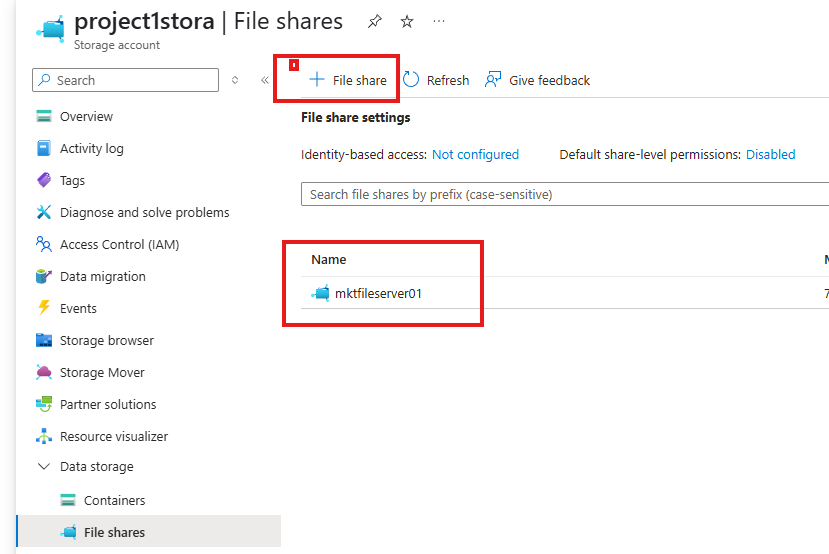 project1stora | File shares
Storage account
Search
+ File share
Refresh
Give feedback
Overview
Activity log
Tags
Diagnose and solve problems
Access Control (IAM)
Data migration
Events
Storage browser
Storage Mover
Partner solutions
Resource visualizer
Data storage
Containers
File shares
File share settings
Identity-based access: Not configured
Default share-level permissions: Disabled
Search file shares by prefix (case-sensitive)
Name
mktfileserver01